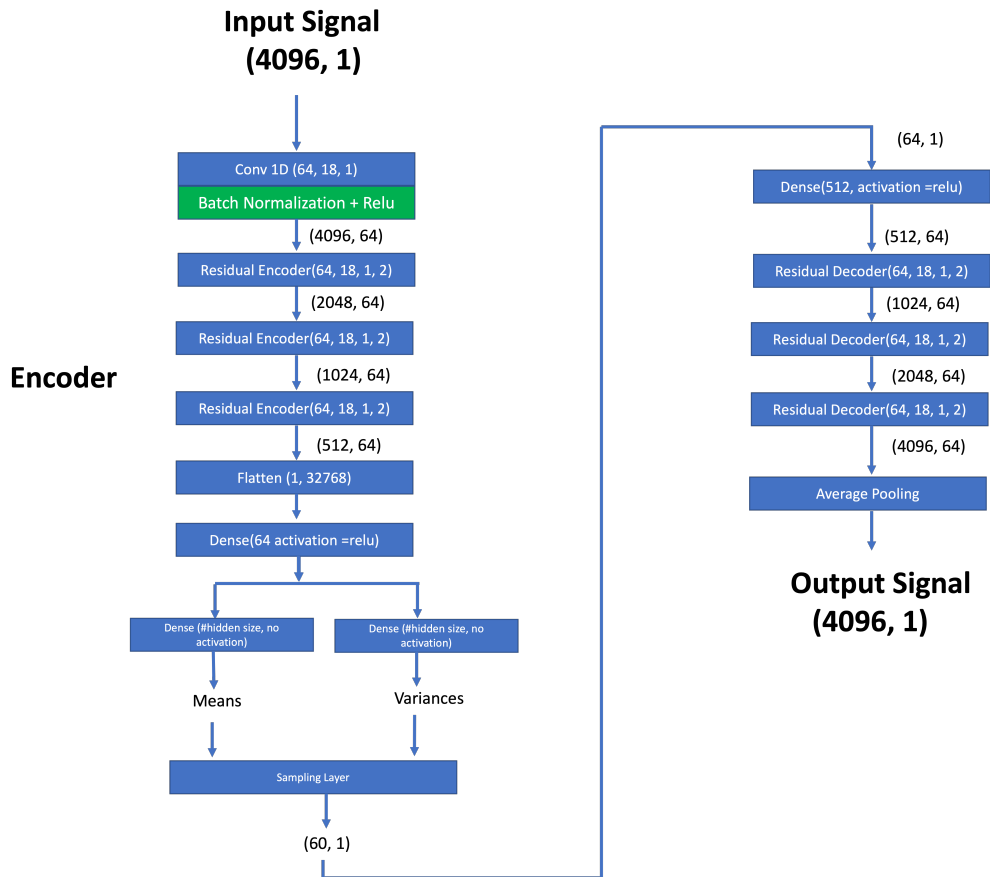 Input Signal
(4096, 1)
Conv 1D (64, 18, 1)
Batch Normalization + Relu
(4096, 64)
Residual Encoder(64, 18, 1, 2)
(2048, 64)
Residual Encoder(64, 18, 1, 2)
(1024, 64)
Encoder
Residual Encoder(64, 18, 1, 2)
(512, 64)
Flatten (1, 32768)
Dense(64 activation =relu)
Dense (#hidden size, no
activation)
Dense (#hidden size, no
activation)
Means
Variances
Sampling Layer
(60, 1)
(64, 1)
Dense(512, activation =relu)
(512, 64)
Residual Decoder(64, 18, 1, 2)
(1024, 64)
Residual Decoder(64, 18, 1, 2)
(2048, 64)
Residual Decoder(64, 18, 1, 2)
(4096, 64)
Average Pooling
Output Signal
(4096, 1)